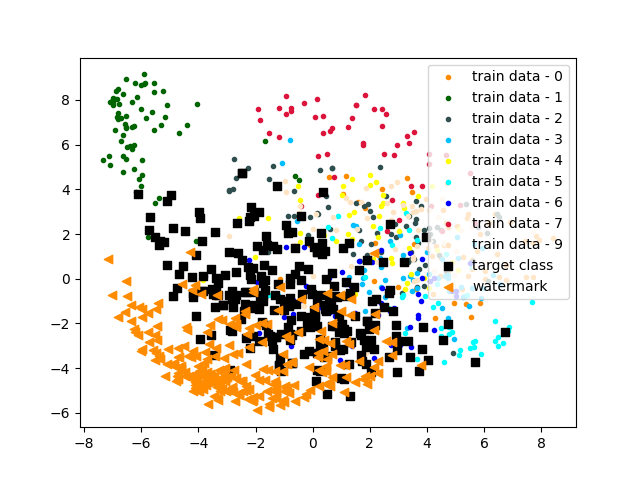 train data - 0
train data - 1
train data - 2
train data - 3
train data - 4
train data - 5
train data - 6
train data - 7
train data - 9
target class
watermark
8
6
4
2
0
−2
−4
−6
−8 −6 −4 −2 0 2 4 6 8